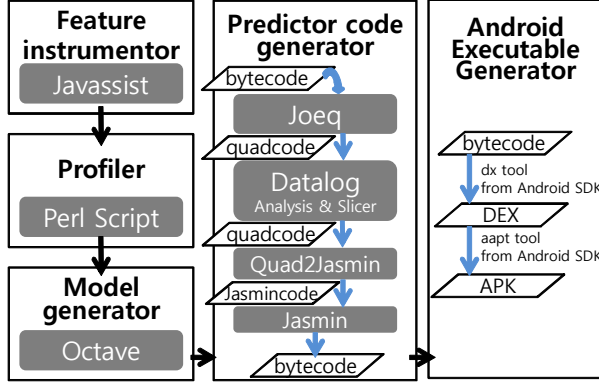 Feature
instrumentor
Javassist
Profiler
Perl Script
Model
generator
Octave
Predictor code
generator
bytecode
Joeq
quadcode
Datalog
Analysis & Slicer
quadcode
Quad2Jasmin
Jasmincode
Jasmin
bytecode
Android
Executable
Generator
bytecode
dx tool
from Android SDK
DEX
aapt tool
from Android SDK
APK